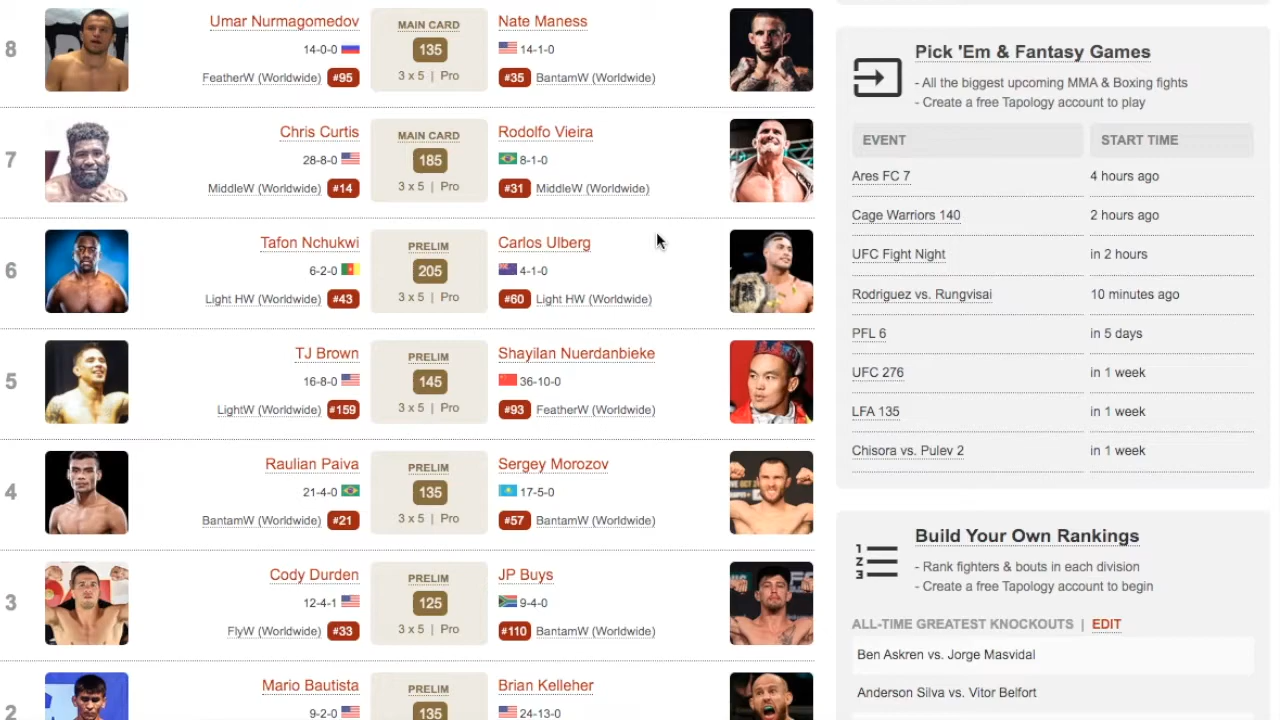 8
Umar Nurmagomedov
14-0-0
FeatherW (Worldwide) #95
MAIN CARD
135
3 x 5 | Pro
Nate Maness
14-1-0
#35 BantamW (Worldwide)
7
Chris Curtis
28-8-0
MiddleW (Worldwide) #14
MAIN CARD
185
3 x 5 | Pro
Rodolfo Vieira
8-1-0
#31 MiddleW (Worldwide)
6
Tafon Nchukwi
6-2-0
Light HW (Worldwide) #43
PRELIM
205
3 x 5 | Pro
Carlos Ulberg
4-1-0
#60 Light HW (Worldwide)
5
TJ Brown
16-8-0
LightW (Worldwide) #159
PRELIM
145
3 x 5 | Pro
Shayilan Nuerdanbieke
36-10-0
#93 FeatherW (Worldwide)
4
Raulian Paiva
21-4-0
BantamW (Worldwide) #21
PRELIM
135
3 x 5 | Pro
Sergey Morozov
17-5-0
#57 BantamW (Worldwide)
3
Cody Durden
12-4-1
FlyW (Worldwide) #33
PRELIM
125
3 x 5 | Pro
JP Buys
9-4-0
#110 BantamW (Worldwide)
2
Mario Bautista
9-2-0
PRELIM
135
Brian Kelleher
24-13-0
Pick 'Em & Fantasy Games
- All the biggest upcoming MMA & Boxing fights
- Create a free Tapology account to play
EVENT START TIME
Ares FC 7 4 hours ago
Cage Warriors 140 2 hours ago
UFC Fight Night in 2 hours
Rodriguez vs. Rungvisai 10 minutes ago
PFL 6 in 5 days
UFC 276 in 1 week
LFA 135 in 1 week
Chisora vs. Pulev 2 in 1 week
Build Your Own Rankings
- Rank fighters & bouts in each division
- Create a free Tapology account to begin
ALL-TIME GREATEST KNOCKOUTS | EDIT
Ben Askren vs. Jorge Masvidal
Anderson Silva vs. Vitor Belfort